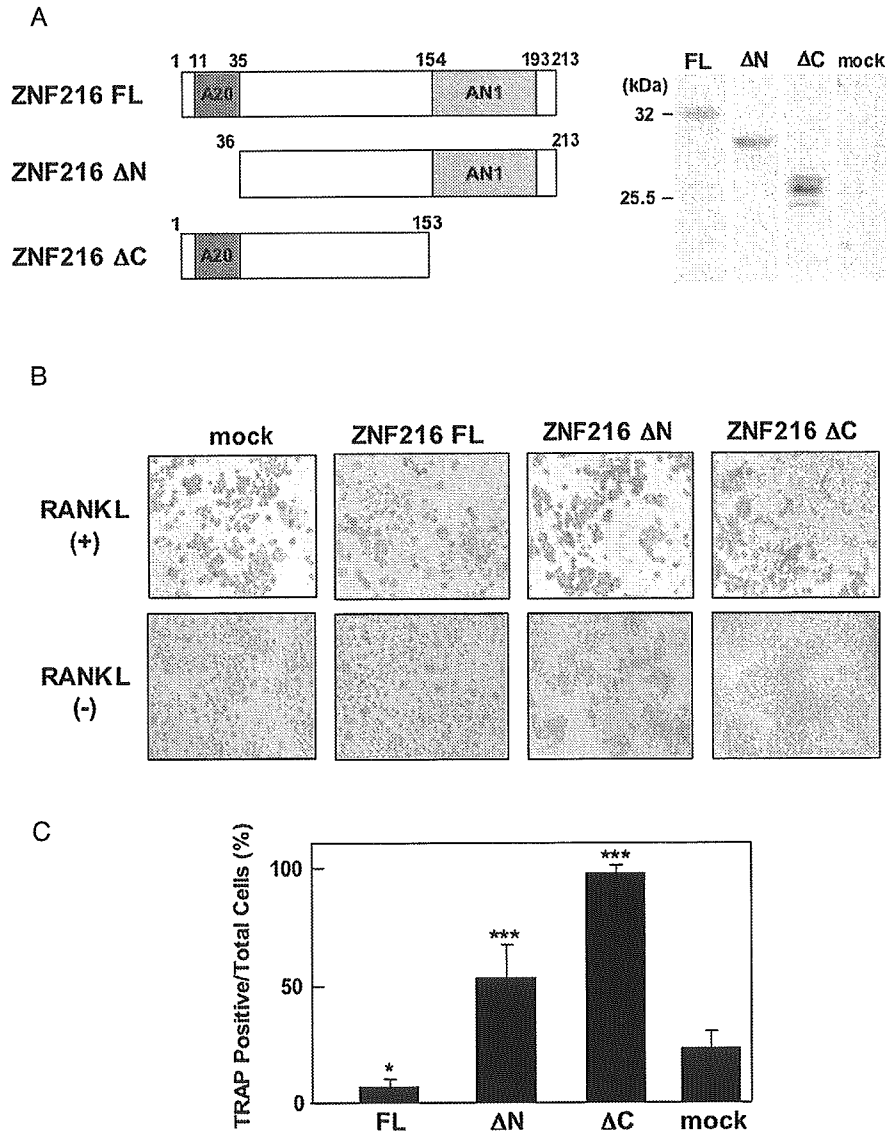 A
1 11 35 154 193 213
ZNF216 FL A20 AN1
36 213
ZNF216 ΔN AN1
1 153
ZNF216 ΔC A20
FL ΔN ΔC mock
(kDa)
32
25.5
B
mock ZNF216 FL ZNF216 ΔN ZNF216 ΔC
RANKL
(+)
RANKL
(-)
C
TRAP Positive/Total Cells (%)
100
50
0
* *** ***
FL ΔN ΔC mock